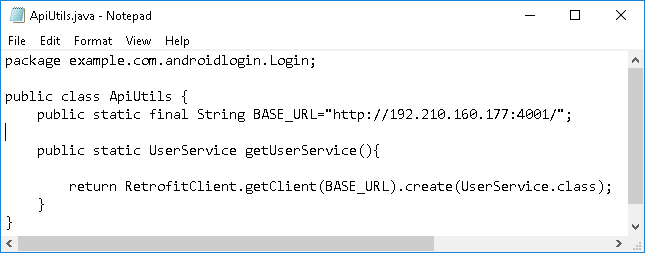 ApiUtils.java - Notepad
File Edit Format View Help
package example.com.androidlogin.Login;
public class ApiUtils {
    public static final String BASE_URL="http://192.210.160.177:4001/";
    public static UserService getUserService(){
        return RetrofitClient.getClient(BASE_URL).create(UserService.class);
    }
}